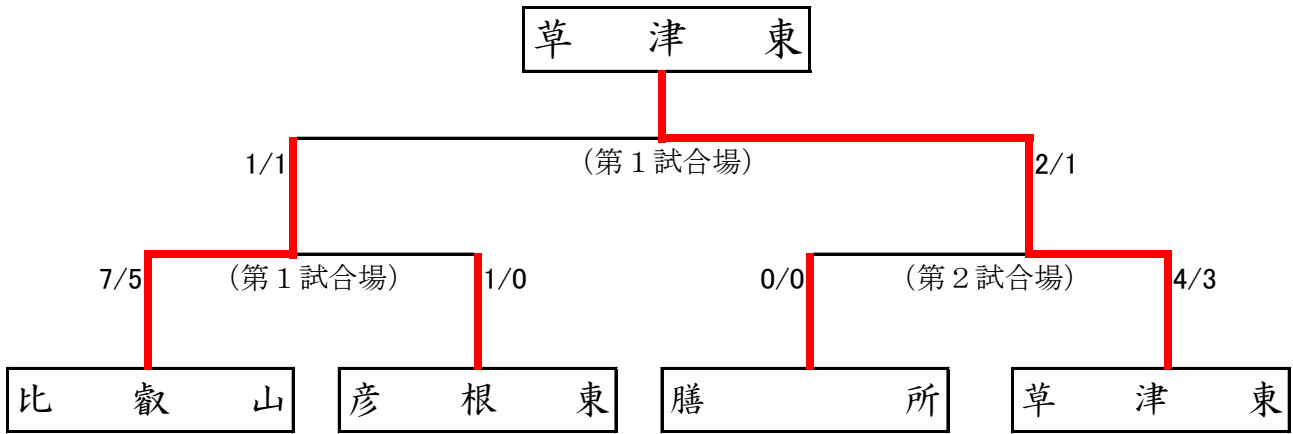 草津東
1/1 (第１試合場) 2/1
7/5 (第１試合場) 1/0 0/0 (第２試合場) 4/3
比叡山 彦根東 膳所 草津東